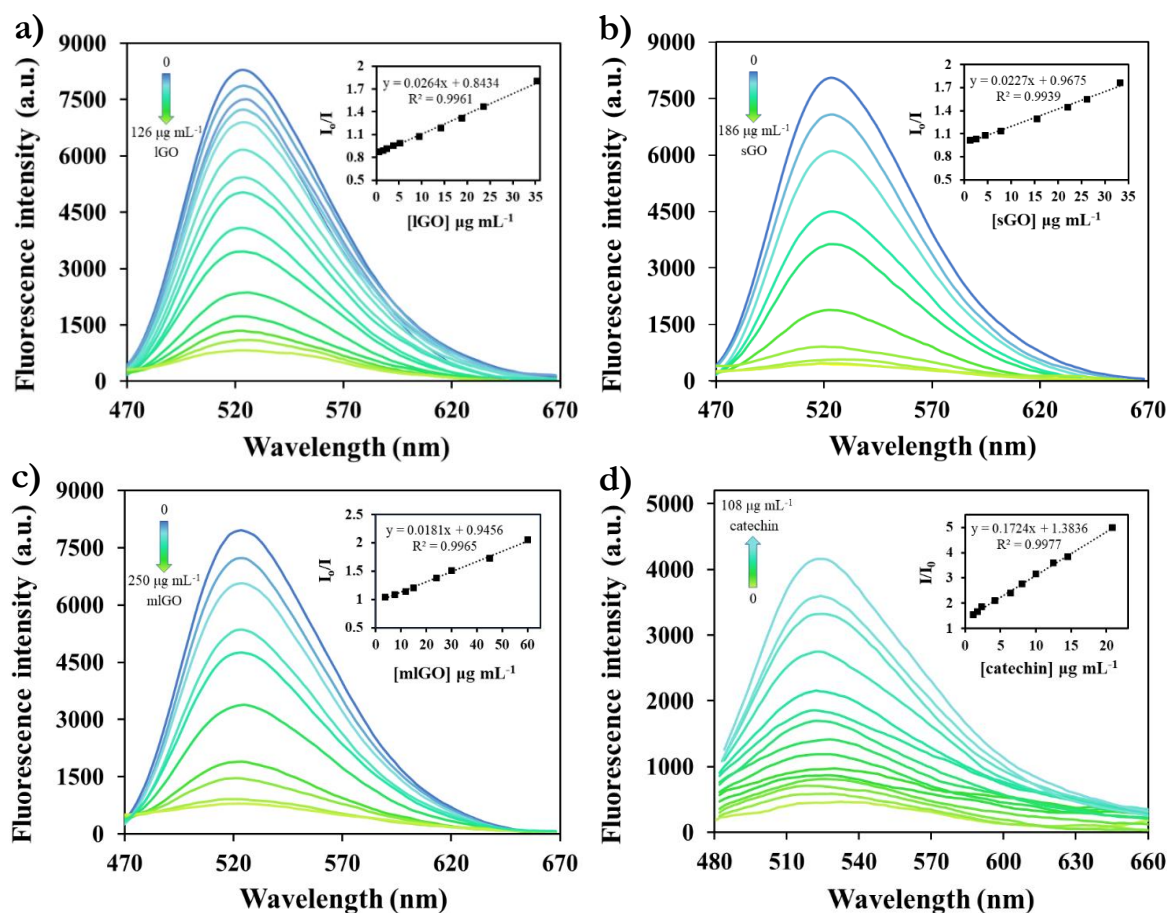 a)
9000
7500
6000
4500
3000
1500
0
Fluorescence intensity (a.u.)
470 520 570 620 670
Wavelength (nm)
0
126 µg mL⁻¹
lGO
2
1.7
1.4
1.1
0.8
0.5
I₀/I
y = 0.0264x + 0.8434
R² = 0.9961
0 5 10 15 20 25 30 35
[lGO] µg mL⁻¹
b)
9000
7500
6000
4500
3000
1500
0
Fluorescence intensity (a.u.)
470 520 570 620 670
Wavelength (nm)
0
186 µg mL⁻¹
sGO
2
1.7
1.4
1.1
0.8
0.5
I₀/I
y = 0.0227x + 0.9675
R² = 0.9939
0 5 10 15 20 25 30 35
[sGO] µg mL⁻¹
c)
9000
7500
6000
4500
3000
1500
0
Fluorescence intensity (a.u.)
470 520 570 620 670
Wavelength (nm)
0
250 µg mL⁻¹
mlGO
2.5
2
1.5
1
0.5
I₀/I
y = 0.0181x + 0.9456
R² = 0.9965
0 10 20 30 40 50 60
[mlGO] µg mL⁻¹
d)
5000
4000
3000
2000
1000
0
Fluorescence intensity (a.u.)
480 510 540 570 600 630 660
Wavelength (nm)
108 µg mL⁻¹
catechin
0
6
5
4
3
2
1
I/I₀
y = 0.1724x + 1.3836
R² = 0.9977
0 5 10 15 20
[catechin] µg mL⁻¹